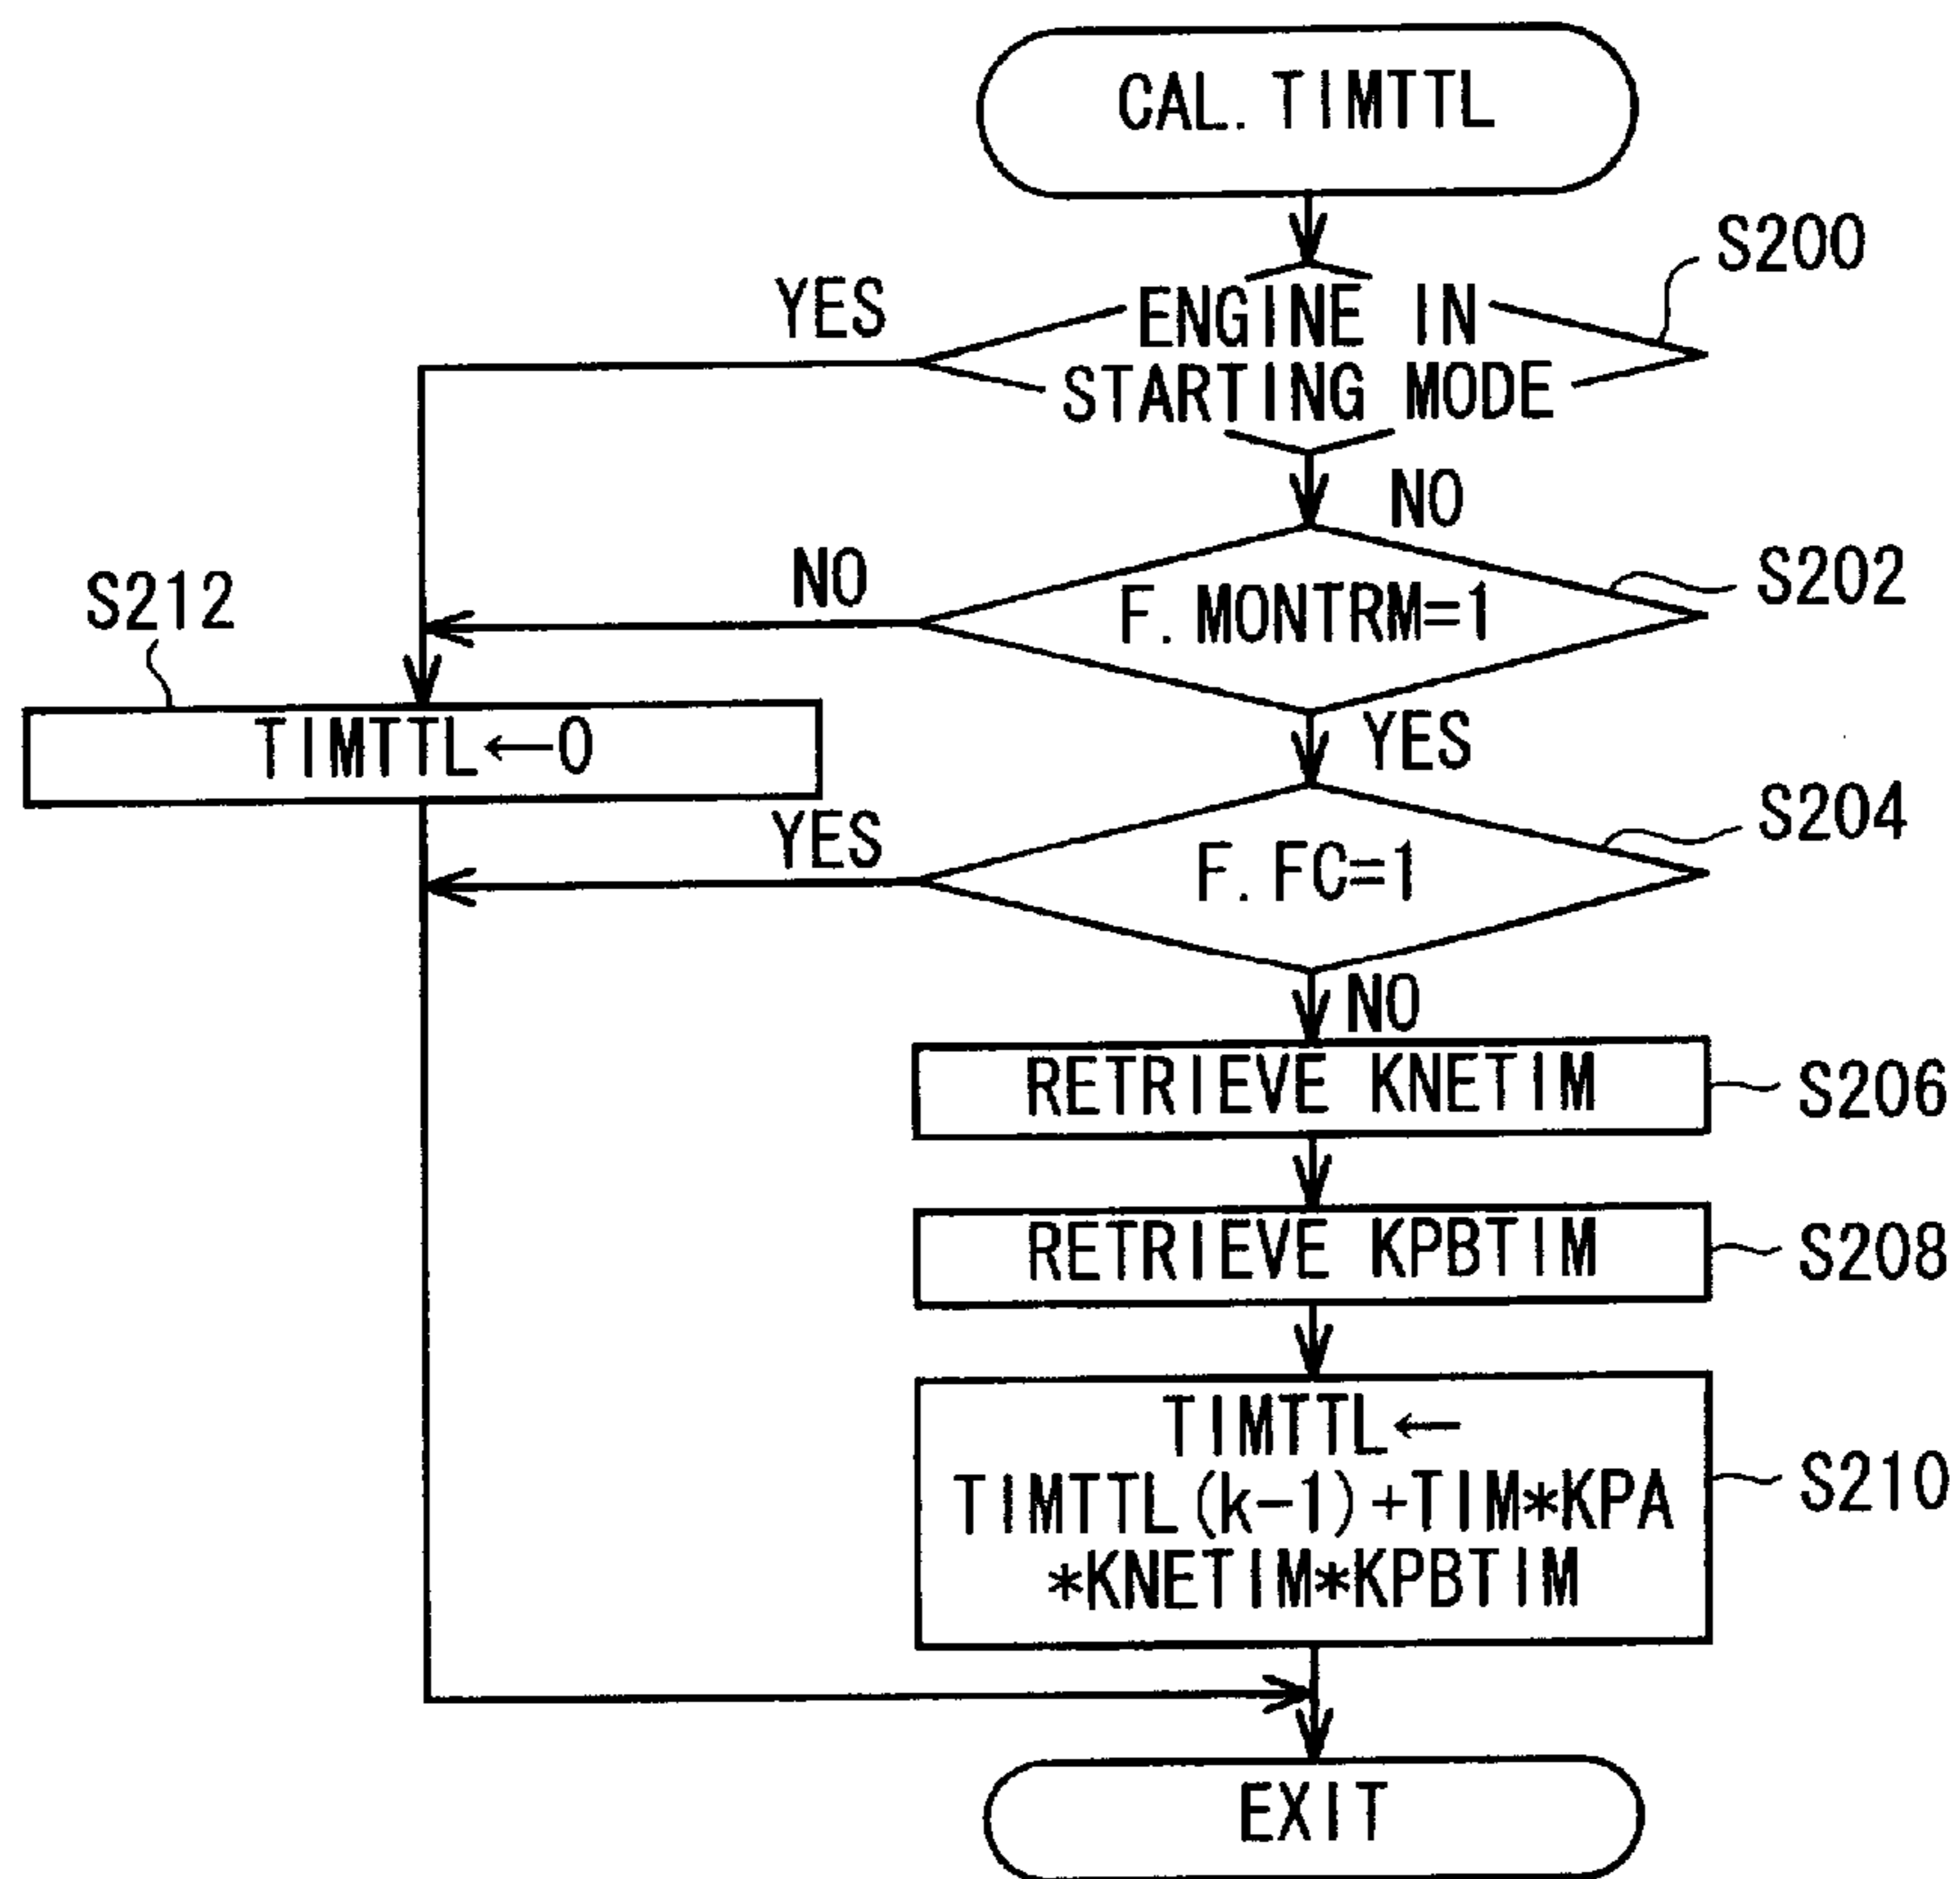 CAL. TIMTTL
S200
YES
ENGINE IN
STARTING MODE
NO
S202
NO
F. MONTRM=1
S212
TIMTTL←0
YES
S204
YES
F. FC=1
NO
RETRIEVE KNETIM
S206
RETRIEVE KPBTIM
S208
TIMTTL←
TIMTTL(k-1)+TIM*KPA
*KNETIM*KPBTIM
S210
EXIT